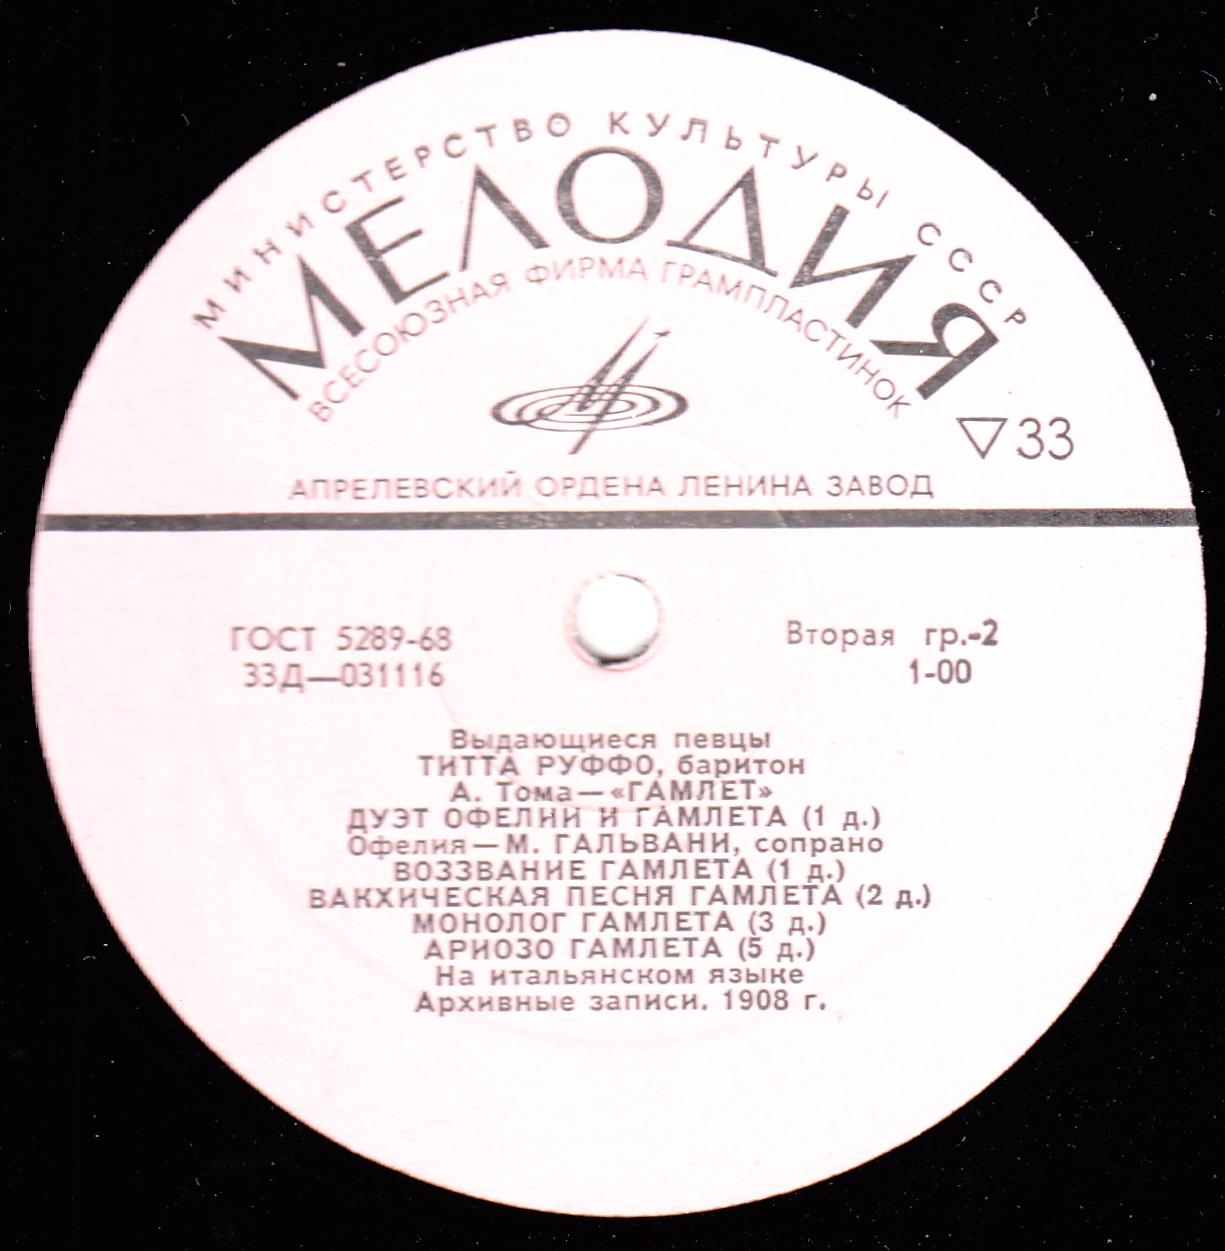 МИНИСТЕРСТВО КУЛЬТУРЫ СССР
МЕЛОДИЯ
ВСЕСОЮЗНАЯ ФИРМА ГРАМПЛАСТИНОК
▽33
АПРЕЛЕВСКИЙ ОРДЕНА ЛЕНИНА ЗАВОД
ГОСТ 5289-68
33Д—031116
Вторая гр.-2
1-00
Выдающиеся певцы
ТИТТА РУФФО, баритон
А. Тома—«ГАМЛЕТ»
ДУЭТ ОФЕЛИИ И ГАМЛЕТА (1 д.)
Офелия—М. ГАЛЬВАНИ, сопрано
ВОЗЗВАНИЕ ГАМЛЕТА (1 д.)
ВАКХИЧЕСКАЯ ПЕСНЯ ГАМЛЕТА (2 д.)
МОНОЛОГ ГАМЛЕТА (3 д.)
АРИОЗО ГАМЛЕТА (5 д.)
На итальянском языке
Архивные записи. 1908 г.